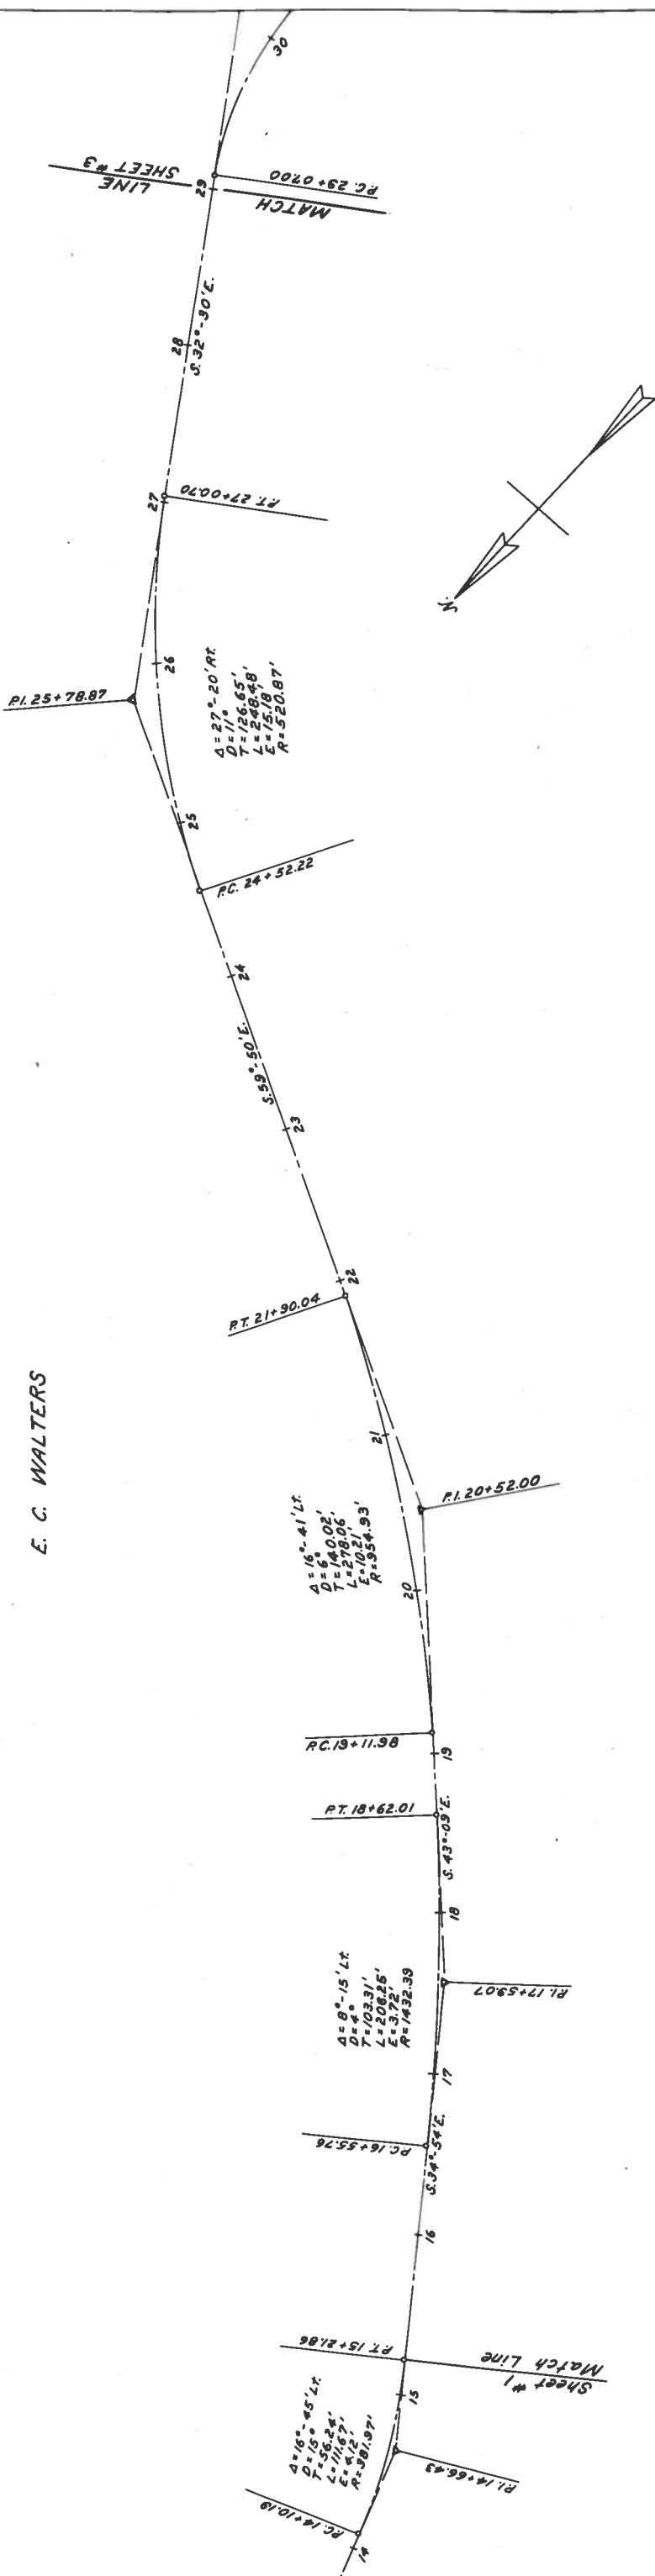 E. C. WALTERS
14
P.C. 14+10.19
Δ=16°-45' LT.
D=15°
T=56.24'
L=111.67'
E=4.12'
R=381.97'
P.I. 14+66.43
15
P.T. 15+21.86
Sheet #1
Match Line
16
S.34°-54'E.
P.C. 16+55.76
17
Δ=8°-15' LT.
D=4°
T=103.31'
L=206.25'
E=3.72'
R=1432.39
P.I. 17+59.07
18
S. 43°-09'E.
P.T. 18+62.01
19
P.C. 19+11.98
20
Δ=16°-41' LT.
D=6°
T=140.02'
L=278.06'
E=10.21'
R=954.93'
P.I. 20+52.00
21
P.T. 21+90.04
22
23
S.59°-50'E.
24
P.C. 24+52.22
25
P.I. 25+78.87
Δ=27°-20' RT.
D=11°
T=126.65'
L=248.48'
E=15.18'
R=520.87'
26
27
P.T. 27+00.70
28
S.32°-30'E.
29
MATCH LINE
SHEET #3
P.C. 29+07.00
30
N.